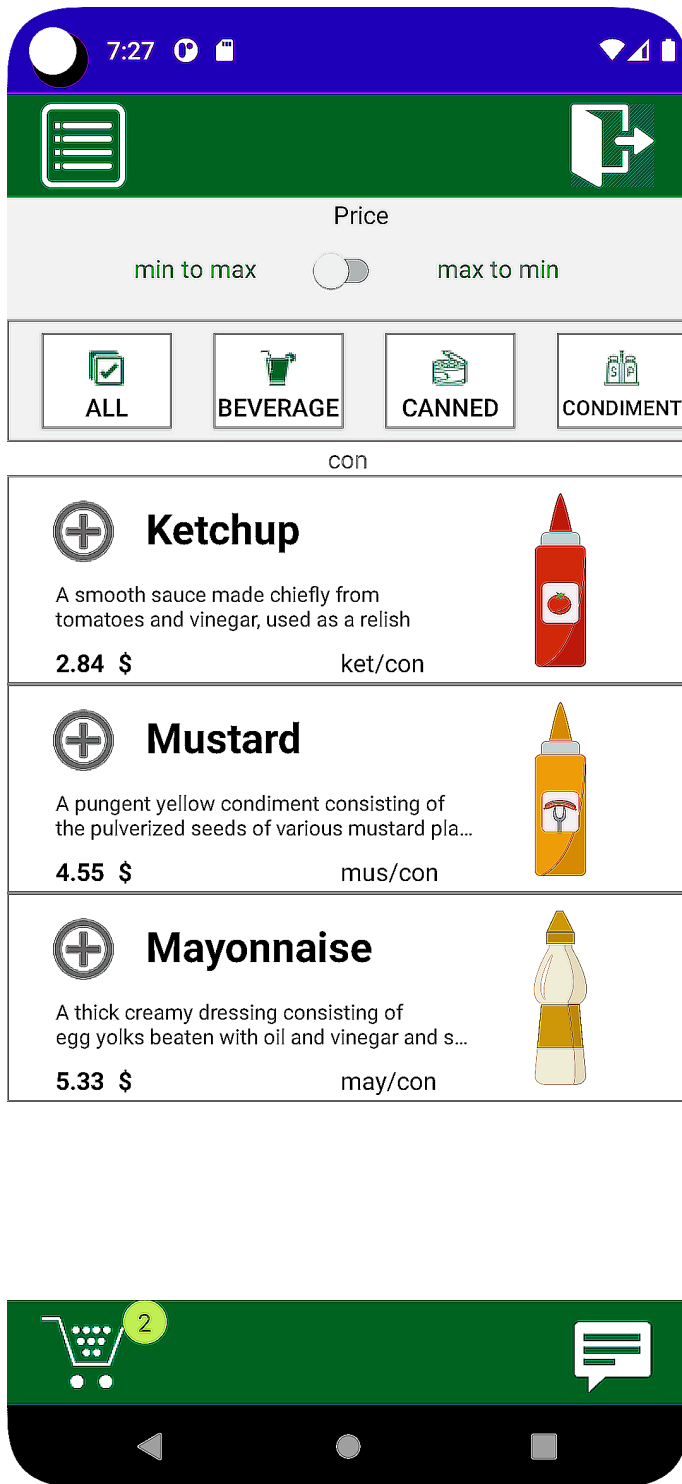 7:27
Price
min to max
max to min
ALL
BEVERAGE
CANNED
S P
CONDIMENT
con
Ketchup
A smooth sauce made chiefly from
tomatoes and vinegar, used as a relish
2.84 $
ket/con
Mustard
A pungent yellow condiment consisting of
the pulverized seeds of various mustard pla...
4.55 $
mus/con
Mayonnaise
A thick creamy dressing consisting of
egg yolks beaten with oil and vinegar and s...
5.33 $
may/con
2